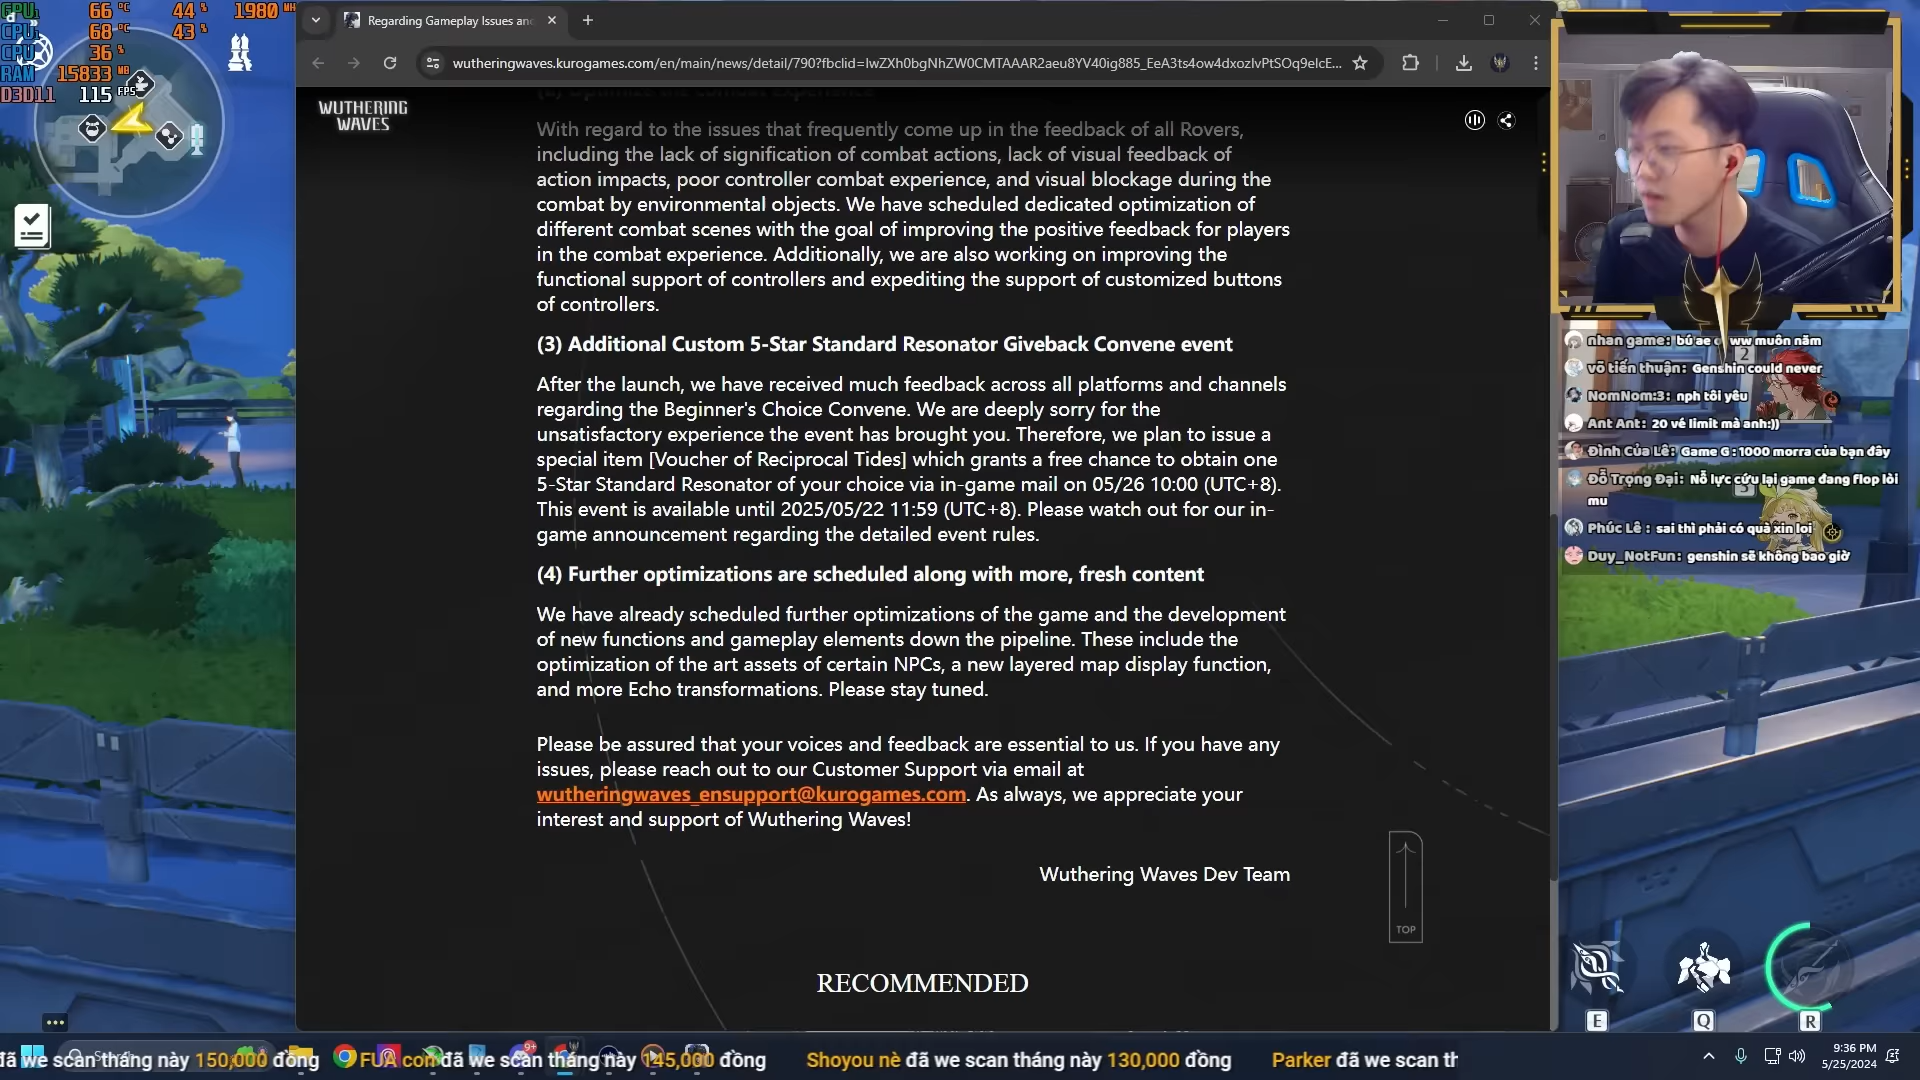 GPU₁ 66 °C 44 % 1980 MHz
CPU₁ 68 °C 43 %
CPU 36 %
RAM 15833 MB
D3D11 115 FPS
Regarding Gameplay Issues an
wutheringwaves.kurogames.com/en/main/news/detail/790?fbclid=IwZXh0bgNhZW0CMTAAAR2aeu8YV40ig885_EeA3ts4ow4dxozlvPtSOq9elcE...
WUTHERING
WAVES
(2) Optimize the Combat Experience
With regard to the issues that frequently come up in the feedback of all Rovers,
including the lack of signification of combat actions, lack of visual feedback of
action impacts, poor controller combat experience, and visual blockage during the
combat by environmental objects. We have scheduled dedicated optimization of
different combat scenes with the goal of improving the positive feedback for players
in the combat experience. Additionally, we are also working on improving the
functional support of controllers and expediting the support of customized buttons
of controllers.
(3) Additional Custom 5-Star Standard Resonator Giveback Convene event
After the launch, we have received much feedback across all platforms and channels
regarding the Beginner's Choice Convene. We are deeply sorry for the
unsatisfactory experience the event has brought you. Therefore, we plan to issue a
special item [Voucher of Reciprocal Tides] which grants a free chance to obtain one
5-Star Standard Resonator of your choice via in-game mail on 05/26 10:00 (UTC+8).
This event is available until 2025/05/22 11:59 (UTC+8). Please watch out for our in-
game announcement regarding the detailed event rules.
(4) Further optimizations are scheduled along with more, fresh content
We have already scheduled further optimizations of the game and the development
of new functions and gameplay elements down the pipeline. These include the
optimization of the art assets of certain NPCs, a new layered map display function,
and more Echo transformations. Please stay tuned.
Please be assured that your voices and feedback are essential to us. If you have any
issues, please reach out to our Customer Support via email at
wutheringwaves_ensupport@kurogames.com. As always, we appreciate your
interest and support of Wuthering Waves!
Wuthering Waves Dev Team
TOP
RECOMMENDED
nhan game: bú ae ơi ww muôn năm
2
võ tiến thuận: Genshin could never
NomNom:3: nph tôi yêu
Ant Ant: 20 vé limit mà anh:))
Đình Của Lê: Game G : 1000 morra của bạn đây
Đỗ Trọng Đại: Nỗ lực cứu lại game đang flop lòi
mu
3
Phúc Lê : sai thì phải có quà xin loi
Duy_NotFun: genshin sẽ không bao giờ
E Q R
đã we scan tháng này 150,000 đồng
FUA con đã we scan tháng này 145,000 đồng
Shoyou nè đã we scan tháng này 130,000 đồng
Parker đã we scan th
9:36 PM
5/25/2024